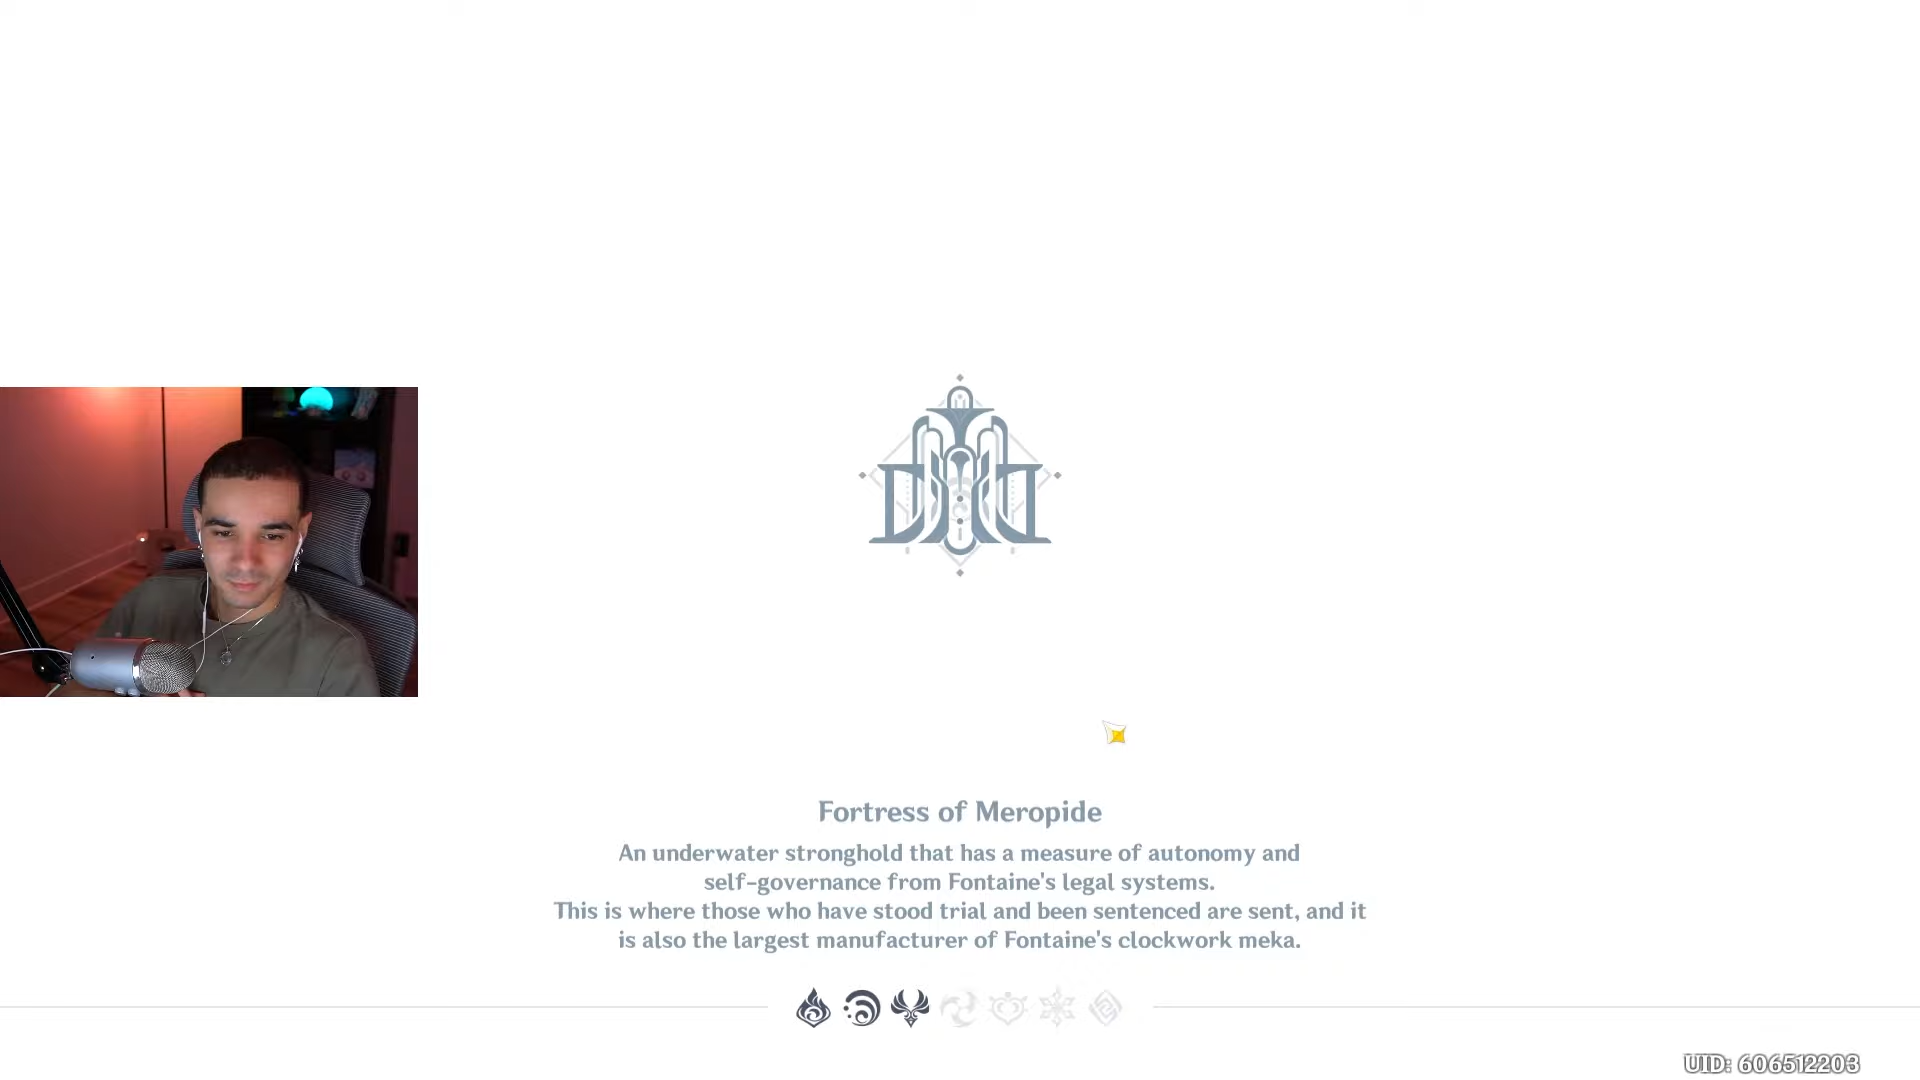 Fortress of Meropide
An underwater stronghold that has a measure of autonomy and
self-governance from Fontaine's legal systems.
This is where those who have stood trial and been sentenced are sent, and it
is also the largest manufacturer of Fontaine's clockwork meka.
UID: 606512203